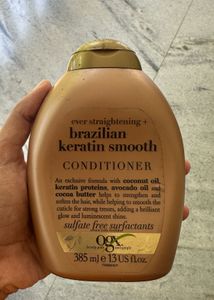 ever straightening +
brazilian
keratin smooth
CONDITIONER
An exclusive formula with coconut oil,
keratin proteins, avocado oil and
cocoa butter helps to strengthen and
soften the hair, while helping to smooth the
cuticle for strong tresses, adding a brilliant
glow and luminescent shine.
sulfate free surfactants
ogx
385 ml ℮ 13 US fl.oz.